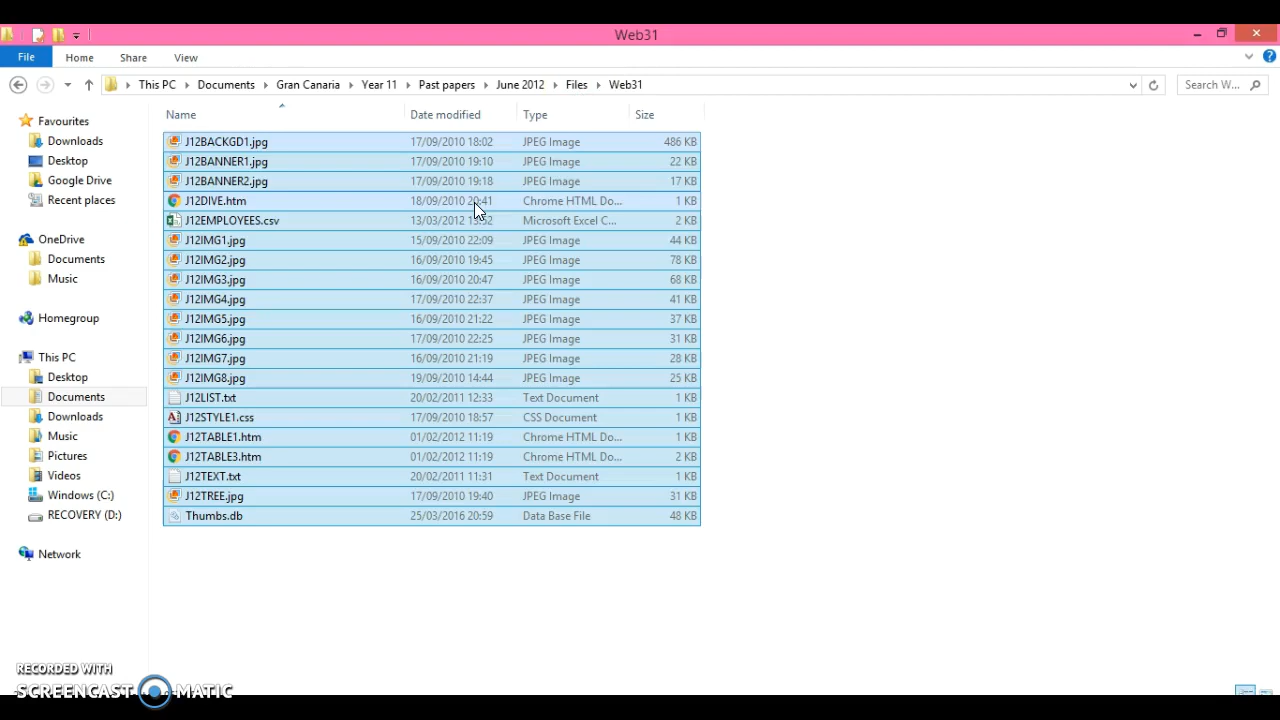 Web31
File Home Share View
This PC Documents Gran Canaria Year 11 Past papers June 2012 Files Web31 Search W...
Name Date modified Type Size
Favourites
Downloads
Desktop
Google Drive
Recent places
OneDrive
Documents
Music
Homegroup
This PC
Desktop
Documents
Downloads
Music
Pictures
Videos
Windows (C:)
RECOVERY (D:)
Network
J12BACKGD1.jpg 17/09/2010 18:02 JPEG Image 486 KB
J12BANNER1.jpg 17/09/2010 19:10 JPEG Image 22 KB
J12BANNER2.jpg 17/09/2010 19:18 JPEG Image 17 KB
J12DIVE.htm 18/09/2010 20:41 Chrome HTML Do... 1 KB
J12EMPLOYEES.csv 13/03/2012 Microsoft Excel C... 2 KB
J12IMG1.jpg 15/09/2010 22:09 JPEG Image 44 KB
J12IMG2.jpg 16/09/2010 19:45 JPEG Image 78 KB
J12IMG3.jpg 16/09/2010 20:47 JPEG Image 68 KB
J12IMG4.jpg 17/09/2010 22:37 JPEG Image 41 KB
J12IMG5.jpg 16/09/2010 21:22 JPEG Image 37 KB
J12IMG6.jpg 17/09/2010 22:25 JPEG Image 31 KB
J12IMG7.jpg 16/09/2010 21:19 JPEG Image 28 KB
J12IMG8.jpg 19/09/2010 14:44 JPEG Image 25 KB
J12LIST.txt 20/02/2011 12:33 Text Document 1 KB
J12STYLE1.css 17/09/2010 18:57 CSS Document 1 KB
J12TABLE1.htm 01/02/2012 11:19 Chrome HTML Do... 1 KB
J12TABLE3.htm 01/02/2012 11:19 Chrome HTML Do... 2 KB
J12TEXT.txt 20/02/2011 11:31 Text Document 1 KB
J12TREE.jpg 17/09/2010 19:40 JPEG Image 31 KB
Thumbs.db 25/03/2016 20:59 Data Base File 48 KB
RECORDED WITH
SCREENCAST MATIC